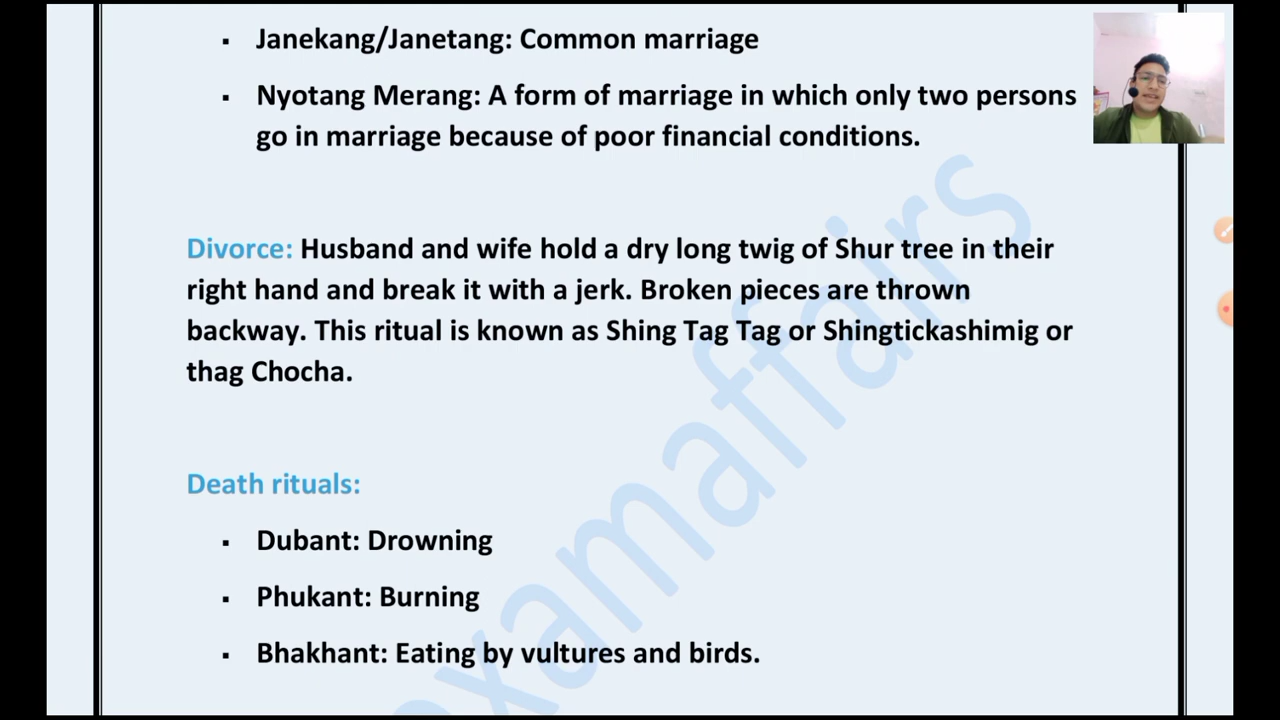 ▪ Janekang/Janetang: Common marriage
▪ Nyotang Merang: A form of marriage in which only two persons
go in marriage because of poor financial conditions.
Divorce: Husband and wife hold a dry long twig of Shur tree in their
right hand and break it with a jerk. Broken pieces are thrown
backway. This ritual is known as Shing Tag Tag or Shingtickashimig or
thag Chocha.
Death rituals:
▪ Dubant: Drowning
▪ Phukant: Burning
▪ Bhakhant: Eating by vultures and birds.
examaffairs